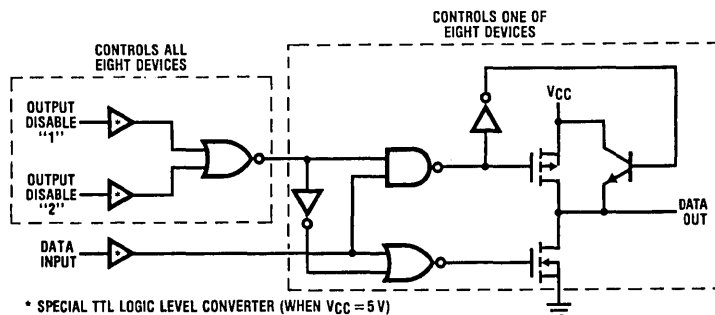 CONTROLS ALL
EIGHT DEVICES
CONTROLS ONE OF
EIGHT DEVICES
OUTPUT
DISABLE
"1"
*
OUTPUT
DISABLE
"2"
*
DATA
INPUT
*
VCC
DATA
OUT
* SPECIAL TTL LOGIC LEVEL CONVERTER (WHEN VCC = 5 V)